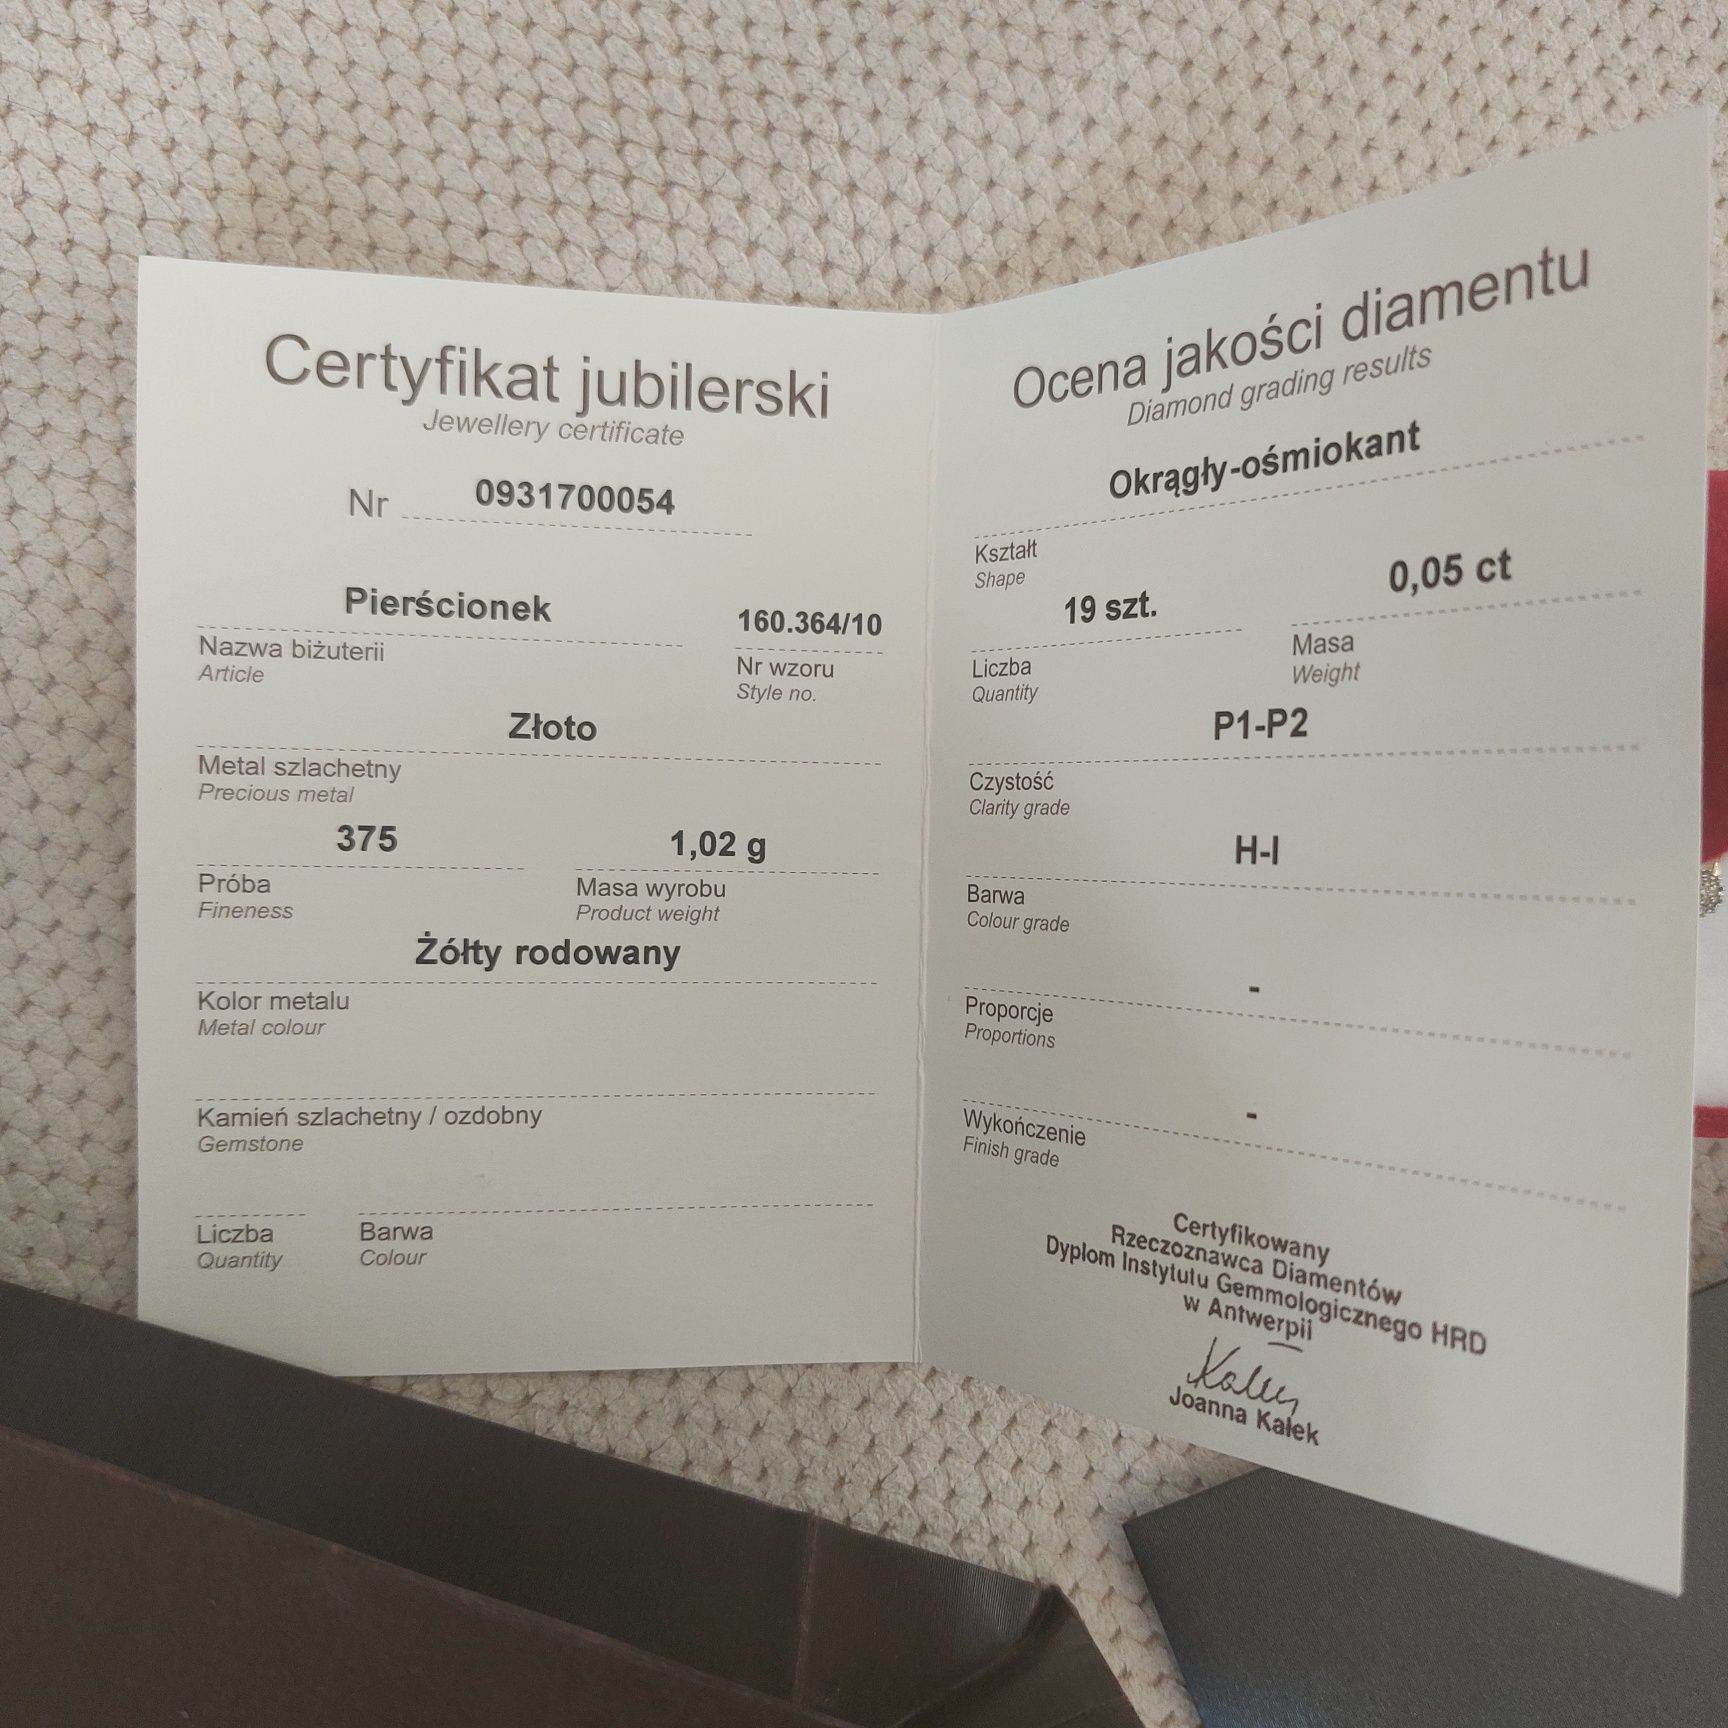 Certyfikat jubilerski
Jewellery certificate
Nr 0931700054
Pierścionek 160.364/10
Nazwa biżuterii Nr wzoru
Article Style no.
Złoto
Metal szlachetny
Precious metal
375 1,02 g
Próba Masa wyrobu
Fineness Product weight
Żółty rodowany
Kolor metalu
Metal colour
Kamień szlachetny / ozdobny
Gemstone
Liczba Barwa
Quantity Colour
Ocena jakości diamentu
Diamond grading results
Okrągły-ośmiokant
Kształt
Shape
19 szt. 0,05 ct
Liczba Masa
Quantity Weight
P1-P2
Czystość
Clarity grade
H-I
Barwa
Colour grade
-
Proporcje
Proportions
-
Wykończenie
Finish grade
Certyfikowany
Rzeczoznawca Diamentów
Dyplom Instytutu Gemmologicznego HRD
w Antwerpii
Joanna Kałek